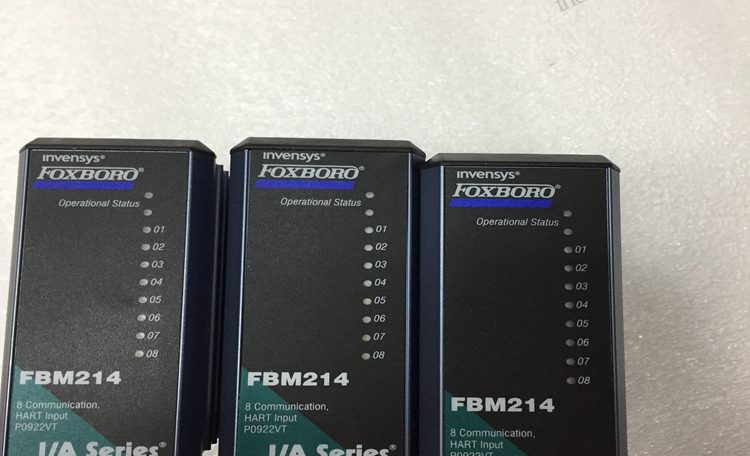 invensys®
FOXBORO®
Operational Status
01
02
03
04
05
06
07
08
FBM214
8 Communication,
HART Input
P0922VT
I/A Series®
invensys®
FOXBORO®
Operational Status
01
02
03
04
05
06
07
08
FBM214
8 Communication,
HART Input
P0922VT
I/A Series®
invensys®
FOXBORO®
Operational Status
01
02
03
04
05
06
07
08
FBM214
8 Communication,
HART Input
P0922VT